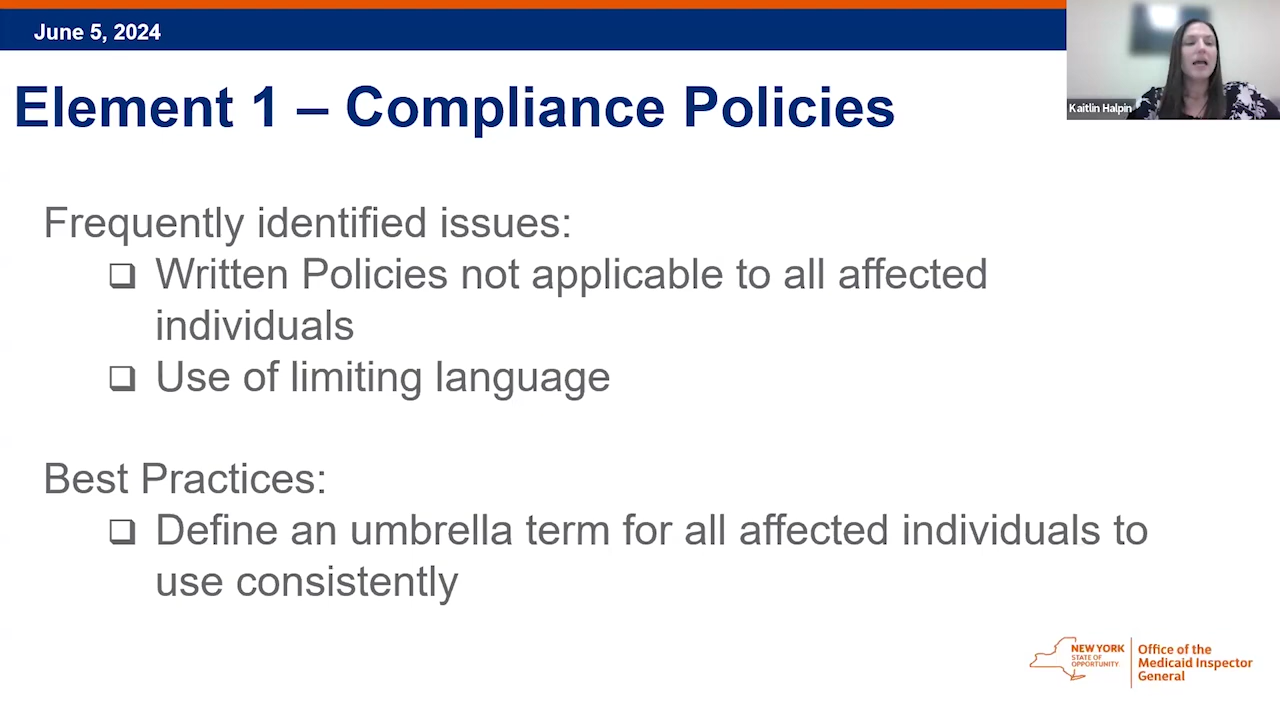 June 5, 2024
Kaitlin Halpin
Element 1 – Compliance Policies
Frequently identified issues:
❑ Written Policies not applicable to all affected
individuals
❑ Use of limiting language
Best Practices:
❑ Define an umbrella term for all affected individuals to
use consistently
NEW YORK
STATE OF
OPPORTUNITY.
Office of the
Medicaid Inspector
General